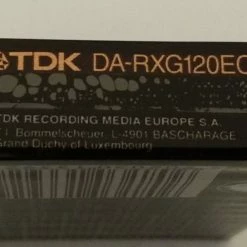 TDK DA-RXG120EC
TDK RECORDING MEDIA EUROPE S.A.
Bommelscheuer, L-4901 BASCHARAGE
Grand Duchy of Luxembourg